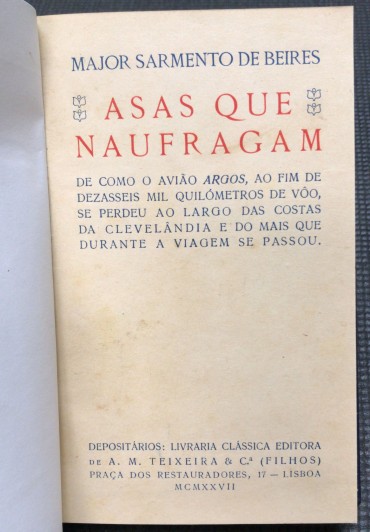 MAJOR SARMENTO DE BEIRES
ASAS QUE
NAUFRAGAM
DE COMO O AVIÃO ARGOS, AO FIM DE
DEZASSEIS MIL QUILÓMETROS DE VÔO,
SE PERDEU AO LARGO DAS COSTAS
DA CLEVELÂNDIA E DO MAIS QUE
DURANTE A VIAGEM SE PASSOU.
DEPOSITÁRIOS: LIVRARIA CLÁSSICA EDITORA
DE A. M. TEIXEIRA & C.ª (FILHOS)
PRAÇA DOS RESTAURADORES, 17 — LISBOA
MCMXXVII